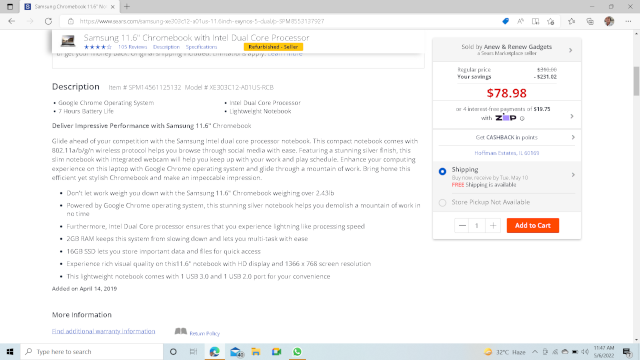 Samsung Chromebook 11.6" N
https://www.sears.com/samsung-xe303c12-a01us-11.6inch-exynos-5-dual/p-SPM8553137927
Samsung 11.6" Chromebook with Intel Dual Core Processor
105 Reviews Description Specifications Refurbished - Seller
Description Item # SPM14561125132 Model # XE303C12-A01US-RCB
• Google Chrome Operating System
• Intel Dual Core Processor
• 7 Hours Battery Life
• Lightweight Notebook
Deliver Impressive Performance with Samsung 11.6" Chromebook
Glide ahead of your competition with the Samsung Intel dual core processor notebook. This compact notebook comes with
802.11a/b/g/n wireless protocol helps you browse through social media with ease. Featuring a stunning silver finish, this
slim notebook with integrated webcam will help you keep up with your work and play schedule. Enhance your computing
experience on this laptop with Google Chrome operating system and glide through a mountain of work. Bring home this
efficient yet stylish Chromebook and make an impeccable impression.
• Don't let work weigh you down with the Samsung 11.6" Chromebook weighing over 2.43lb
• Powered by Google Chrome operating system, this stunning silver notebook helps you demolish a mountain of work in
no time
• Furthermore, Intel Dual Core processor ensures that you experience lightning like processing speed
• 2GB RAM keeps this system from slowing down and lets you multi-task with ease
• 16GB SSD lets you store important data and files for quick access
• Experience rich visual quality on this11.6" notebook with HD display and 1366 x 768 screen resolution
• This lightweight notebook comes with 1 USB 3.0 and 1 USB 2.0 port for your convenience
Added on April 14, 2019
More Information
Find additional warranty information
Return Policy
Sold by Anew & Renew Gadgets
a Sears Marketplace seller
Regular price $310.00
Your savings - $231.02
$78.98
or 4 interest-free payments of $19.75
with ZIP
Get CASHBACK in points
Hoffman Estates, IL 60169
Shipping
Buy now, receive by Tue, May 10
FREE Shipping is available
Store Pickup Not Available
— 1 +
Add to Cart
Type here to search
32°C Haze
11:47 AM
5/6/2022